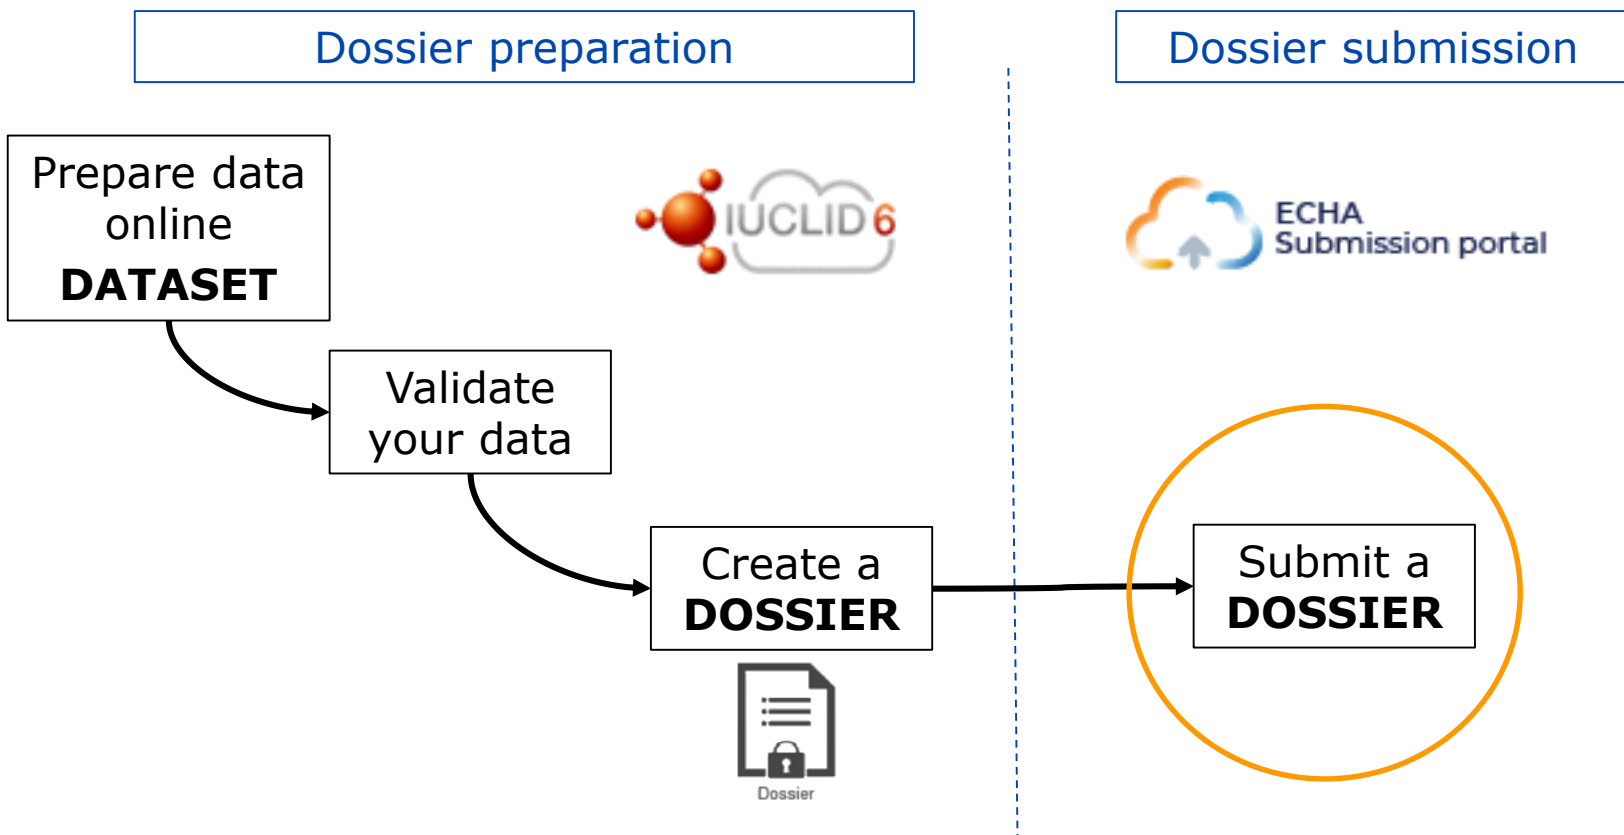 Dossier preparation
Dossier submission
Prepare data
online
DATASET
IUCLID 6
ECHA
Submission portal
Validate
your data
Create a
DOSSIER
Submit a
DOSSIER
Dossier